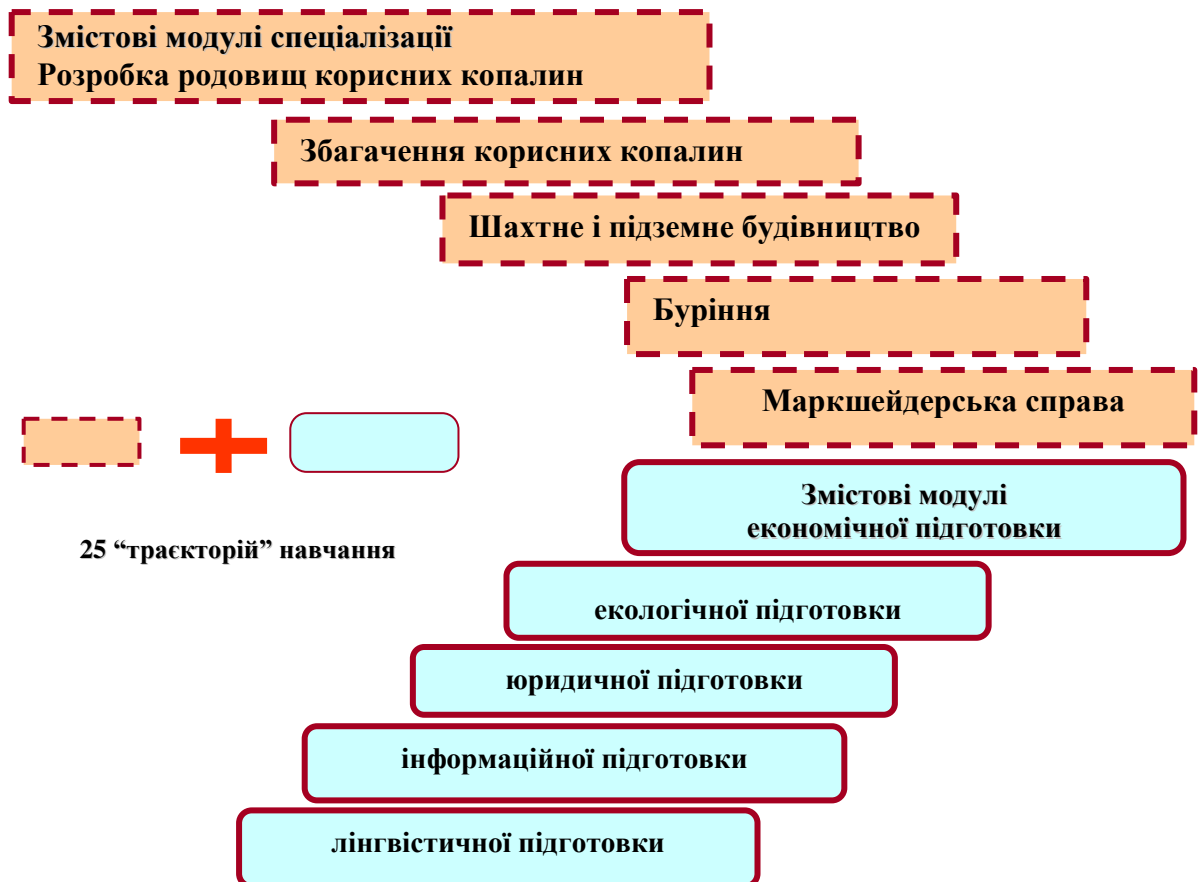 Змістові модулі спеціалізації
Розробка родовищ корисних копалин
Збагачення корисних копалин
Шахтне і підземне будівництво
Буріння
Маркшейдерська справа
Змістові модулі
економічної підготовки
25 “траєкторій” навчання
екологічної підготовки
юридичної підготовки
інформаційної підготовки
лінгвістичної підготовки